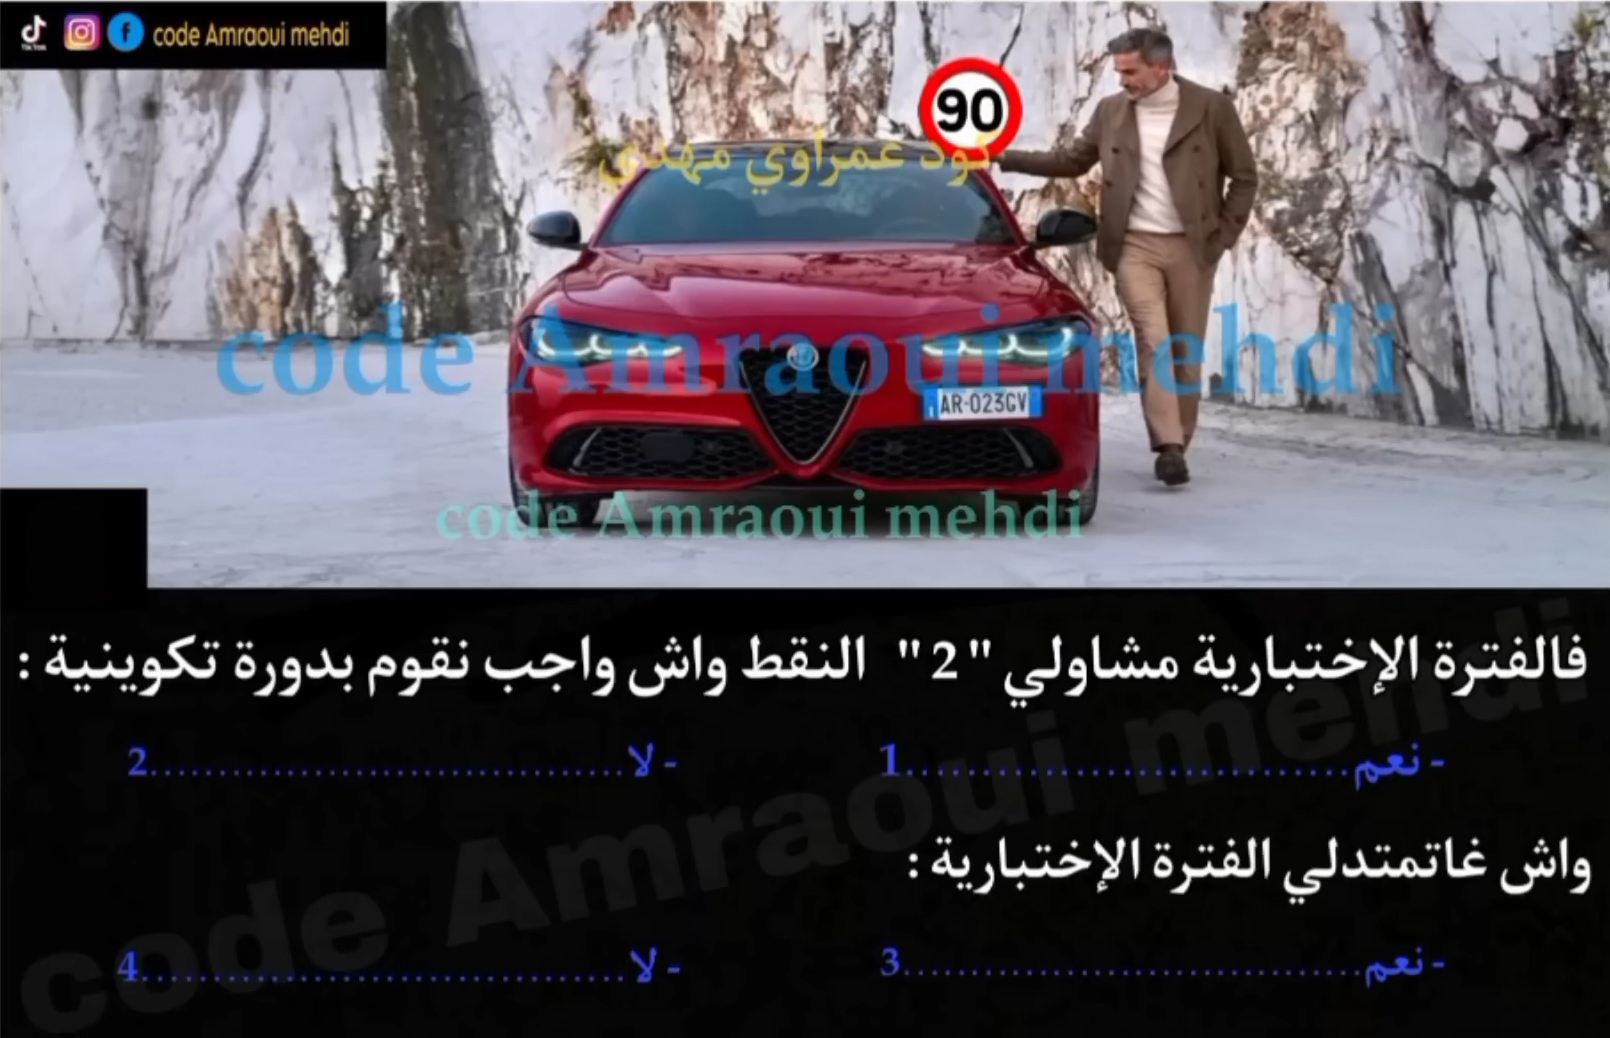 code Amraoui mehdi
90
كود عمراوي مهدي
code Amraoui mehdi
AR-023GV
code Amraoui mehdi
فالفترة الإختبارية مشاولي "2" النقط واش واجب نقوم بدورة تكوينية :
- نعم..................................1
- لا..................................2
واش غاتمتدلي الفترة الإختبارية :
- نعم..................................3
- لا..................................4
code Amraoui mehdi